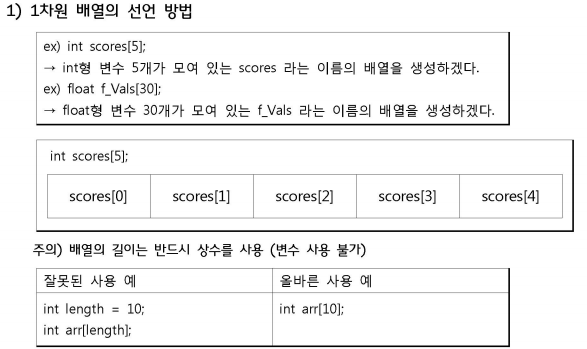 1) 1차원 배열의 선언 방법
ex) int scores[5];
→ int형 변수 5개가 모여 있는 scores 라는 이름의 배열을 생성하겠다.
ex) float f_Vals[30];
→ float형 변수 30개가 모여 있는 f_Vals 라는 이름의 배열을 생성하겠다.
int scores[5];
scores[0] scores[1] scores[2] scores[3] scores[4]
주의) 배열의 길이는 반드시 상수를 사용 (변수 사용 불가)
잘못된 사용 예 올바른 사용 예
int length = 10; int arr[10];
int arr[length];